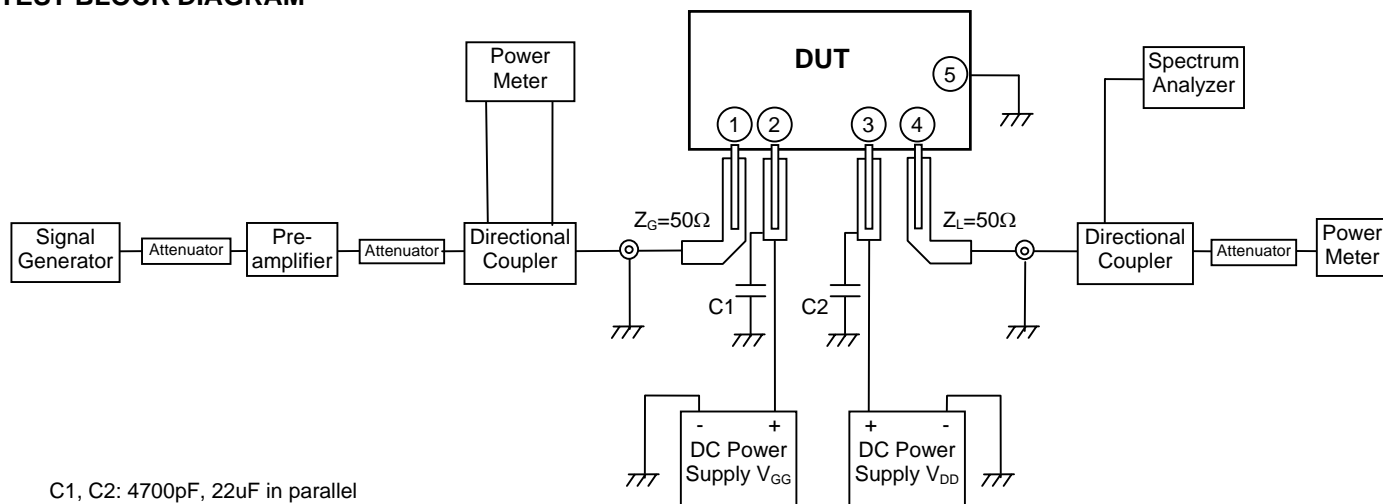 TEST BLOCK DIAGRAM
Power
Meter
DUT
5
Spectrum
Analyzer
1
2
3
4
Signal
Generator
Attenuator
Pre-
amplifier
Attenuator
Directional
Coupler
Z_G=50Ω
Z_L=50Ω
Directional
Coupler
Attenuator
Power
Meter
C1
C2
- +
DC Power
Supply V_GG
+ -
DC Power
Supply V_DD
C1, C2: 4700pF, 22uF in parallel